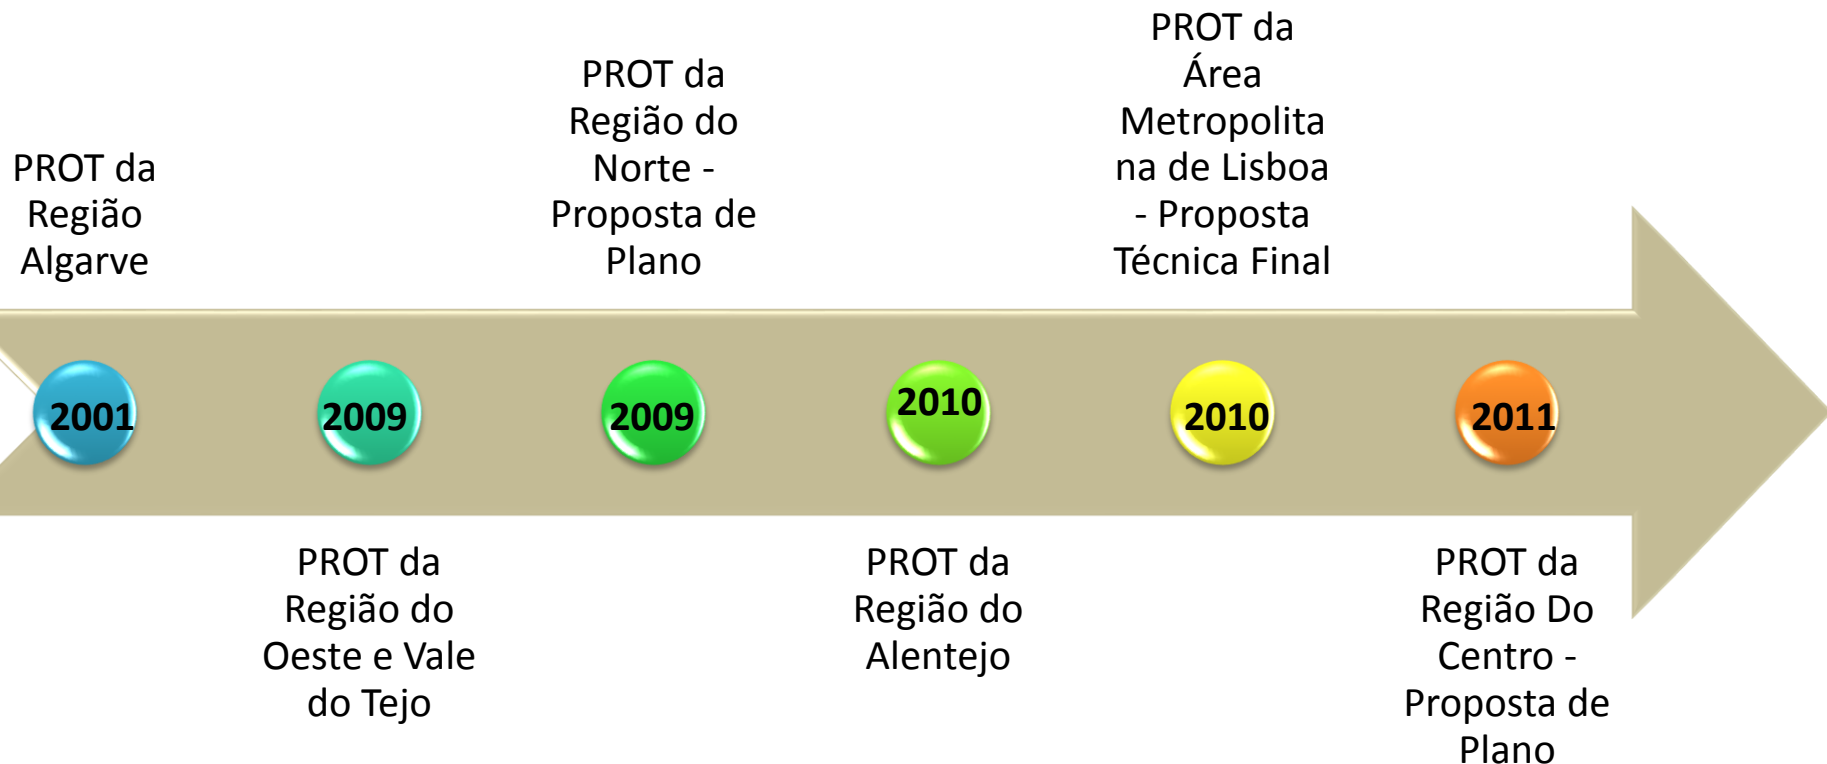 PROT da
Região
Algarve
2001
PROT da
Região do
Oeste e Vale
do Tejo
2009
PROT da
Região do
Norte -
Proposta de
Plano
2009
PROT da
Região do
Alentejo
2010
PROT da
Área
Metropolita
na de Lisboa
- Proposta
Técnica Final
2010
PROT da
Região Do
Centro -
Proposta de
Plano
2011